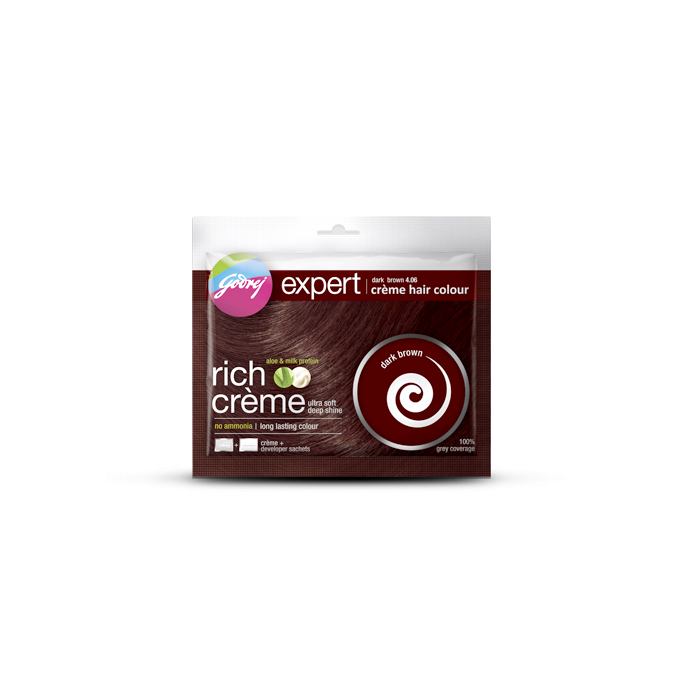 Godrej
expert
dark brown 4.06
crème hair colour
aloe & milk protien
rich
crème
ultra soft
deep shine
no ammonia | long lasting colour
+
crème +
developer sachets
dark brown
100%
grey coverage